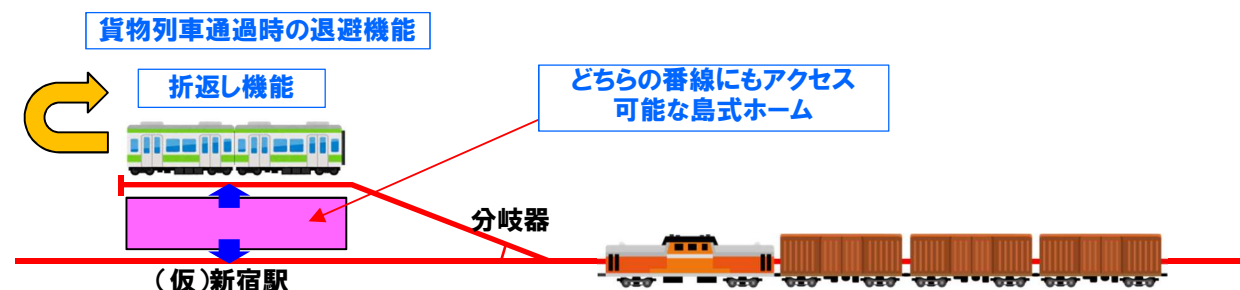 貨物列車通過時の退避機能
折返し機能
どちらの番線にもアクセス
可能な島式ホーム
分岐器
(仮)新宿駅